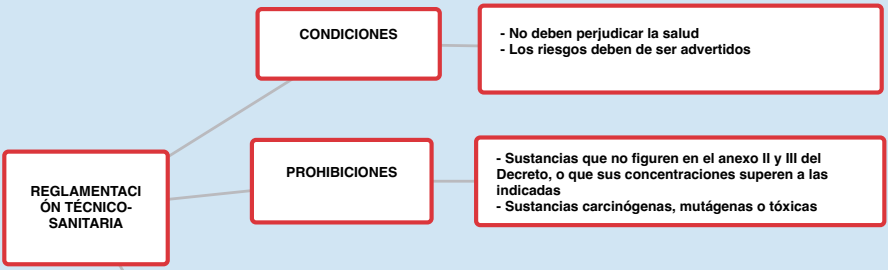 CONDICIONES
- No deben perjudicar la salud
- Los riesgos deben de ser advertidos
REGLAMENTACI
ÓN TÉCNICO-
SANITARIA
PROHIBICIONES
- Sustancias que no figuren en el anexo II y III del
Decreto, o que sus concentraciones superen a las
indicadas
- Sustancias carcinógenas, mutágenas o tóxicas